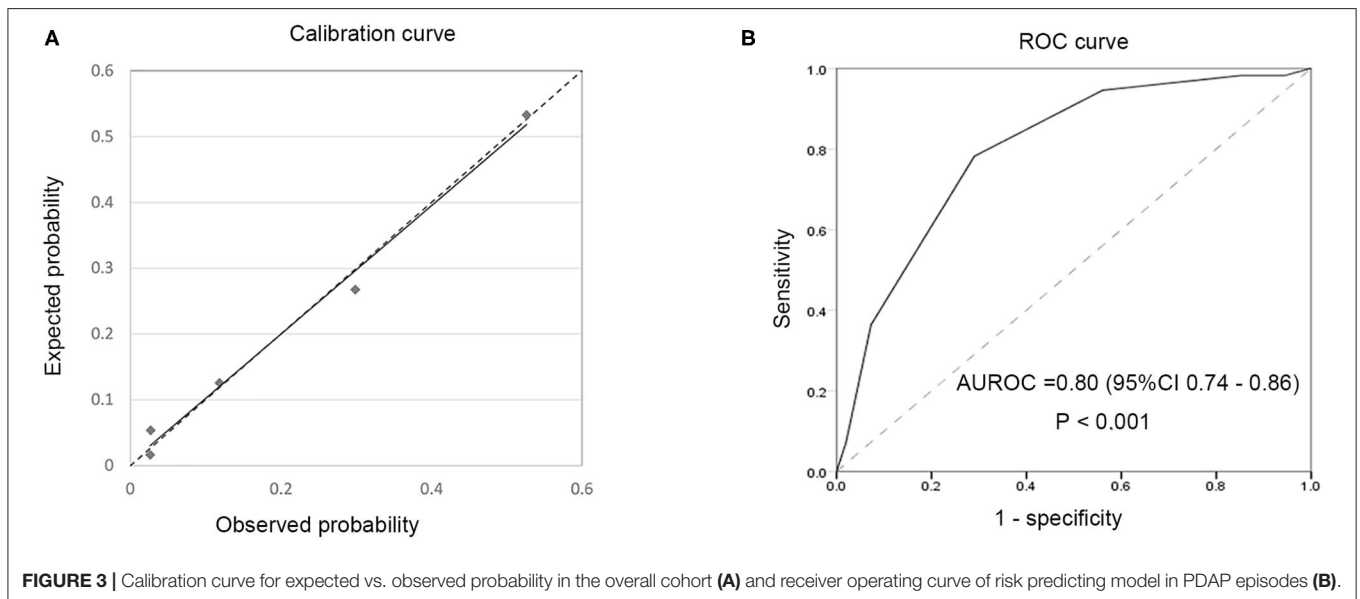 A
Calibration curve
0.6
0.5
0.4
0.3
0.2
0.1
0
0 0.2 0.4 0.6
Expected probability
Observed probability
B
ROC curve
1.0
0.8
0.6
0.4
0.2
0.0
0.0 0.2 0.4 0.6 0.8 1.0
Sensitivity
AUROC =0.80 (95%CI 0.74 - 0.86)
P < 0.001
1 - specificity
FIGURE 3 | Calibration curve for expected vs. observed probability in the overall cohort (A) and receiver operating curve of risk predicting model in PDAP episodes (B).